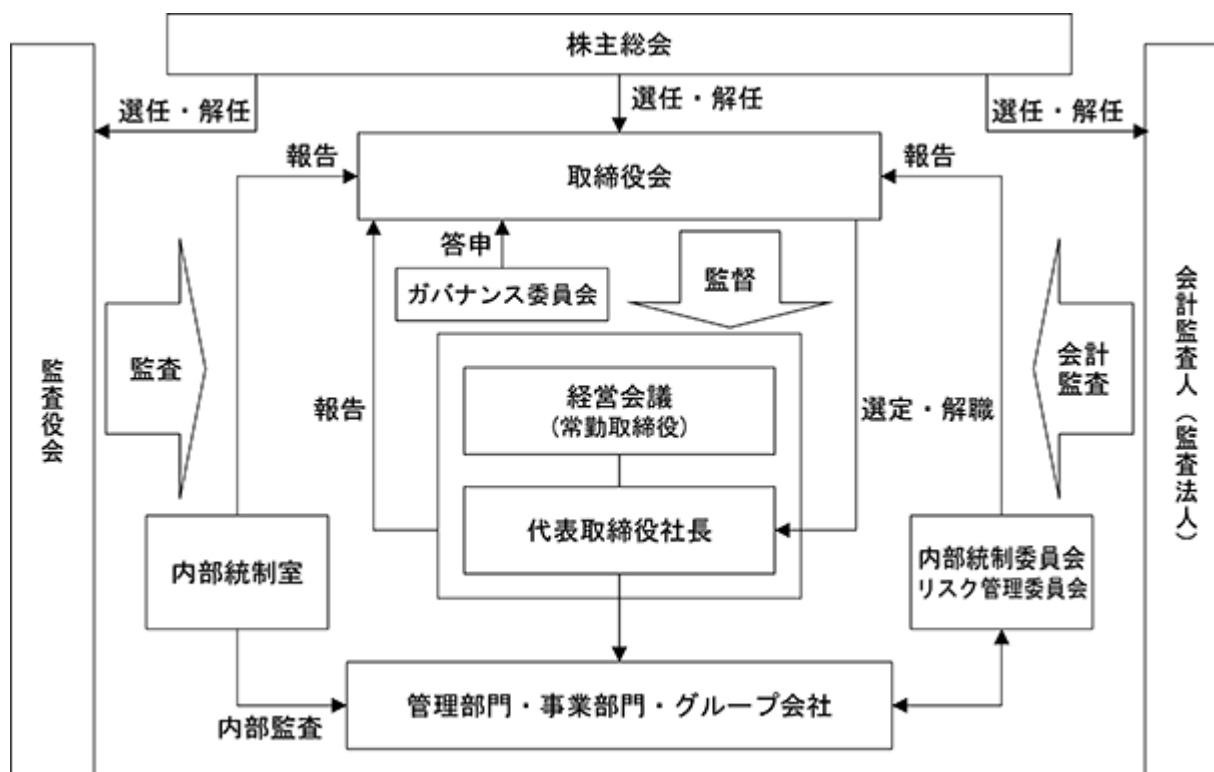 株主総会
選任・解任
選任・解任
選任・解任
報告
取締役会
報告
答申
ガバナンス委員会
監督
監査役会
監査
報告
経営会議
(常勤取締役)
選定・解職
会計
監査
会計監査人（監査法人）
代表取締役社長
内部統制室
内部統制委員会
リスク管理委員会
管理部門・事業部門・グループ会社
内部監査